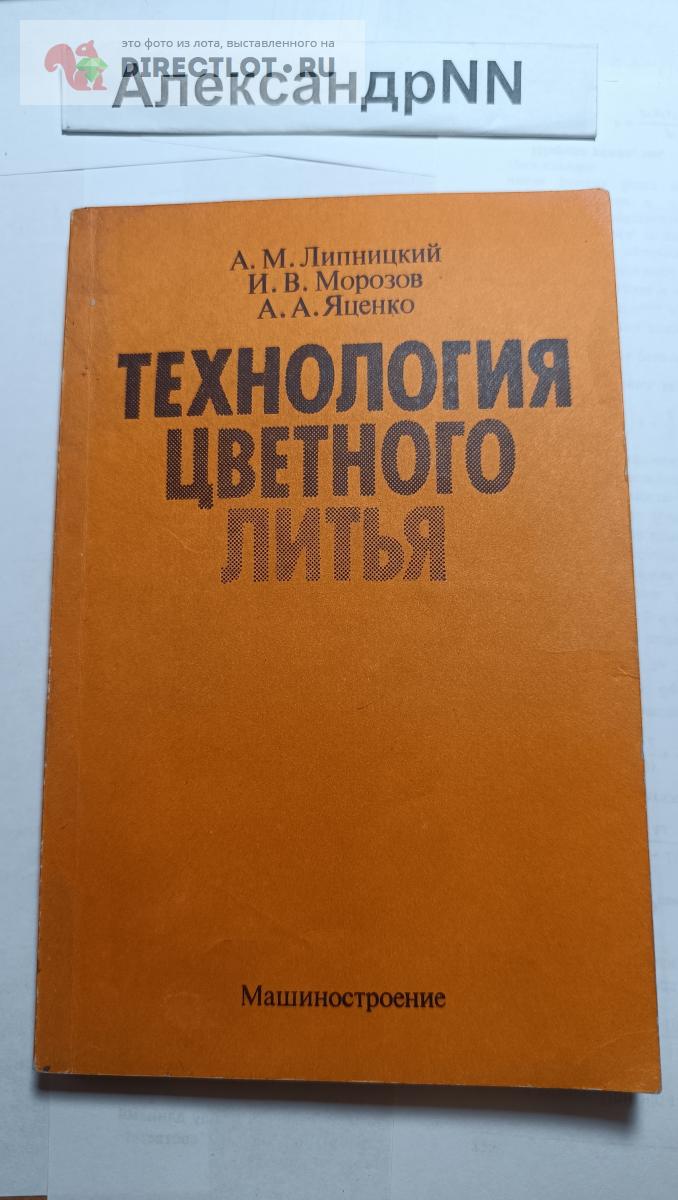 это фото из лота, выставленного на
DIRECTLOT.RU
АлександрNN
А. М. Липницкий
И. В. Морозов
А. А. Яценко
ТЕХНОЛОГИЯ
ЦВЕТНОГО
ЛИТЬЯ
Машиностроение